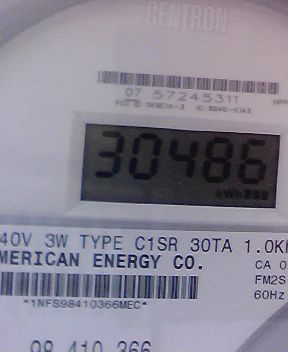 CENTRON
07 57245311
30486
kWh
40V 3W TYPE C1SR 30TA 1.0K
MERICAN ENERGY CO. CA 0
FM2S
*1NFS98410366MEC* 60Hz
98 410 366